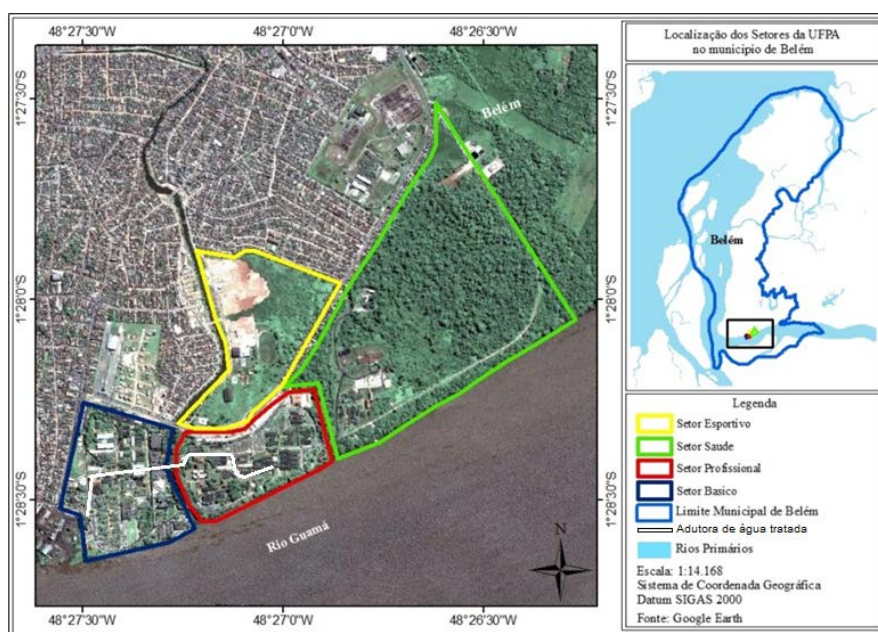 48°27'30"W
48°27'0"W
48°26'30"W
1°27'30"S
1°27'30"S
1°28'0"S
1°28'0"S
1°28'30"S
1°28'30"S
Belém
Rio Guamá
N
48°27'30"W
48°27'0"W
48°26'30"W
Localização dos Setores da UFPA
no município de Belém
Belém
Legenda
Setor Esportivo
Setor Saude
Setor Profissional
Setor Basico
Limite Municipal de Belém
Adutora de água tratada
Rios Primários
Escala: 1:14.168
Sistema de Coordenada Geográfica
Datum SIGAS 2000
Fonte: Google Earth